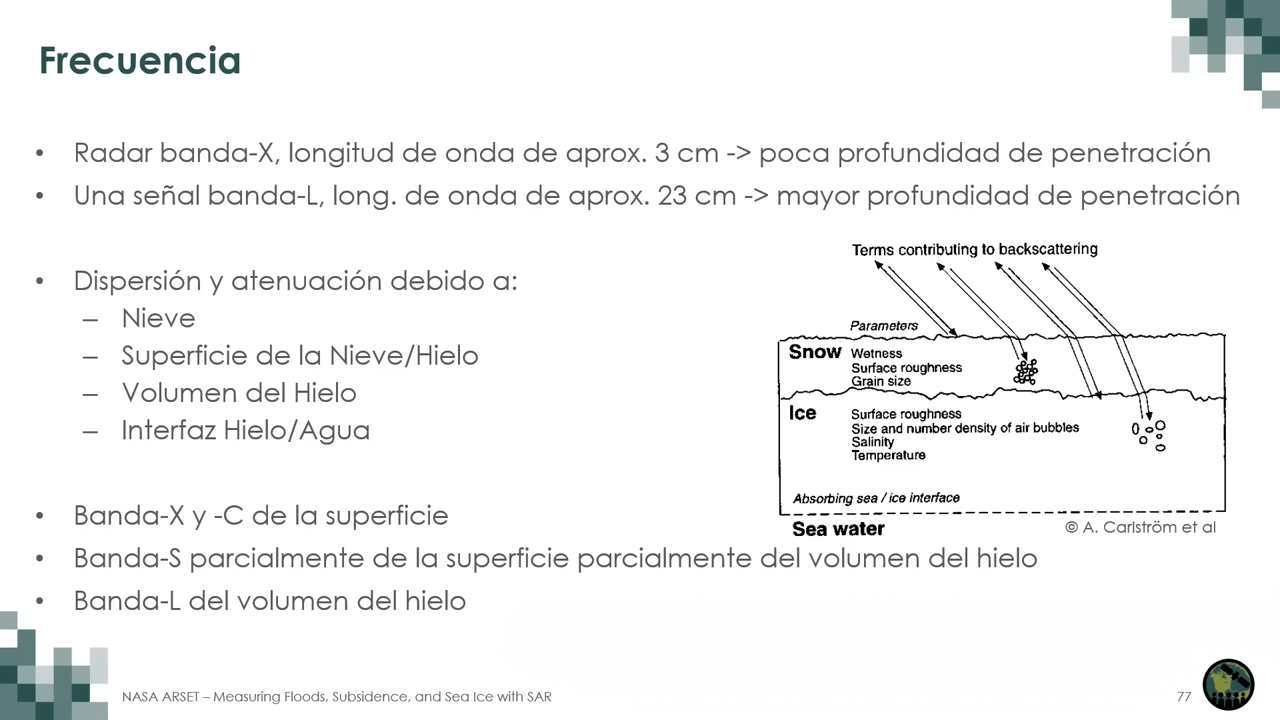 Frecuencia
• Radar banda-X, longitud de onda de aprox. 3 cm -> poca profundidad de penetración
• Una señal banda-L, long. de onda de aprox. 23 cm -> mayor profundidad de penetración
• Dispersión y atenuación debido a:
– Nieve
– Superficie de la Nieve/Hielo
– Volumen del Hielo
– Interfaz Hielo/Agua
Terms contributing to backscattering
Parameters
Snow
Wetness
Surface roughness
Grain size
Ice
Surface roughness
Size and number density of air bubbles
Salinity
Temperature
Absorbing sea / ice interface
Sea water
© A. Carlström et al
• Banda-X y -C de la superficie
• Banda-S parcialmente de la superficie parcialmente del volumen del hielo
• Banda-L del volumen del hielo
NASA ARSET – Measuring Floods, Subsidence, and Sea Ice with SAR
77